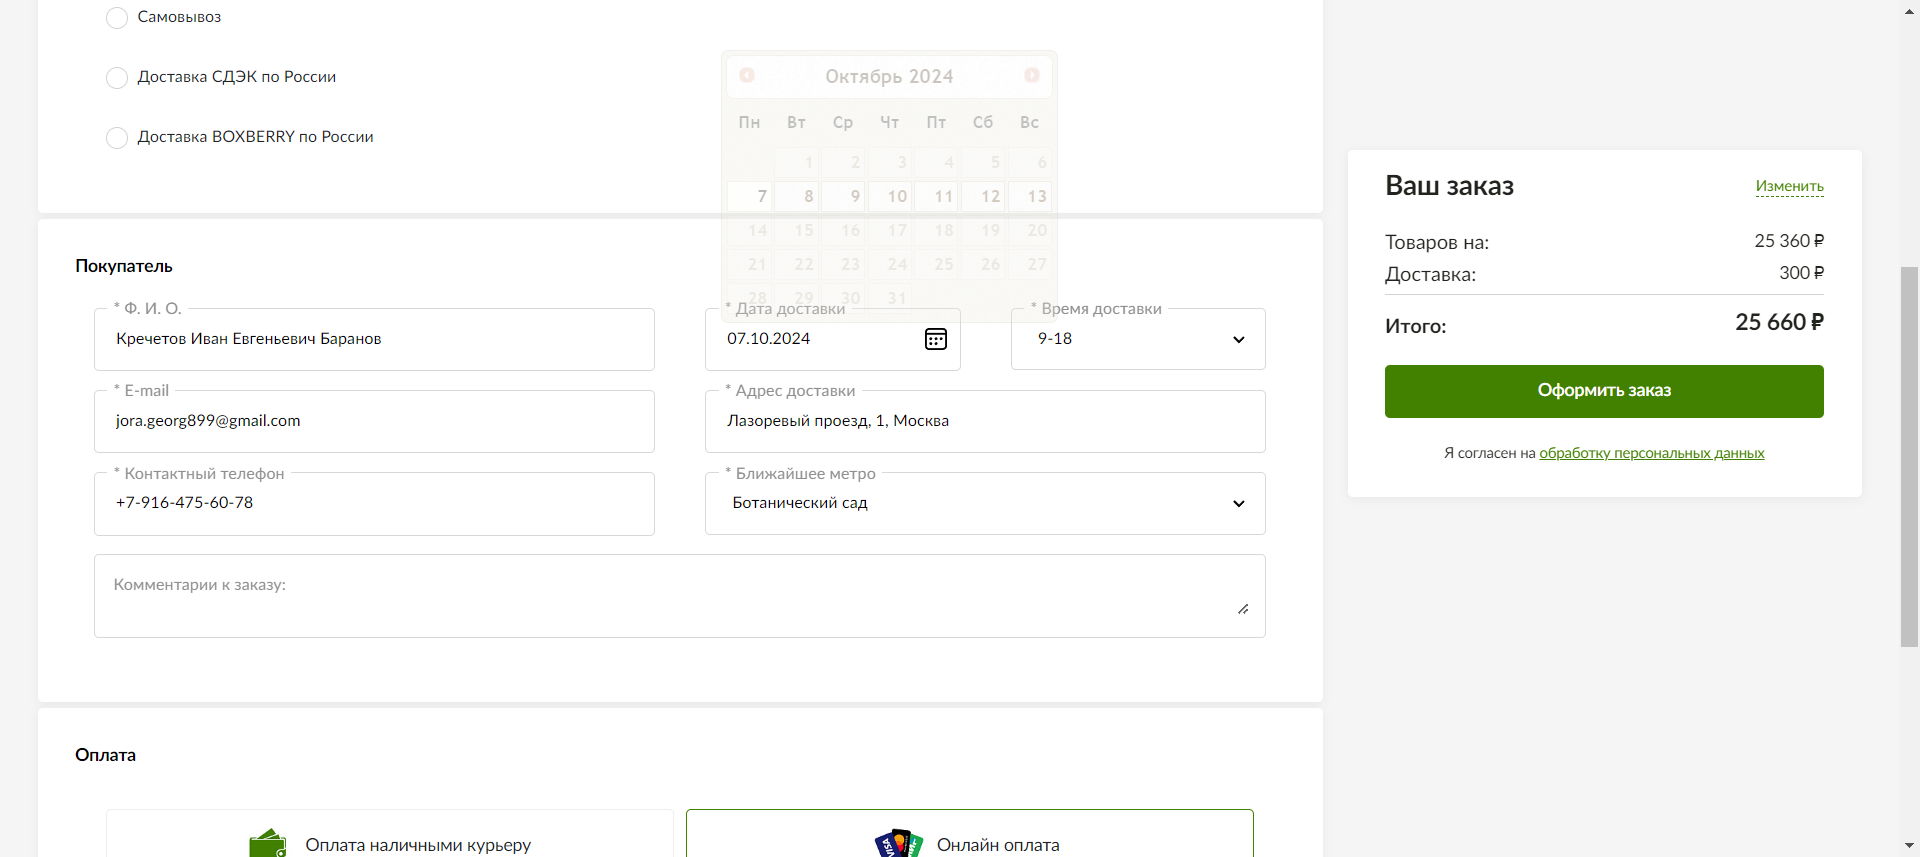 Самовывоз
Доставка СДЭК по России
Доставка BOXBERRY по России
Октябрь 2024
Пн Вт Ср Чт Пт Сб Вс
1 2 3 4 5 6
7 8 9 10 11 12 13
14 15 16 17 18 19 20
21 22 23 24 25 26 27
28 29 30 31
Покупатель
* Ф. И. О.
Кречетов Иван Евгеньевич Баранов
* Дата доставки
07.10.2024
* Время доставки
9-18
* E-mail
jora.georg899@gmail.com
* Адрес доставки
Лазоревый проезд, 1, Москва
* Контактный телефон
+7-916-475-60-78
* Ближайшее метро
Ботанический сад
Комментарии к заказу:
Оплата
Оплата наличными курьеру
VISA
Онлайн оплата
Ваш заказ
Изменить
Товаров на: 25 360 ₽
Доставка: 300 ₽
Итого: 25 660 ₽
Оформить заказ
Я согласен на обработку персональных данных